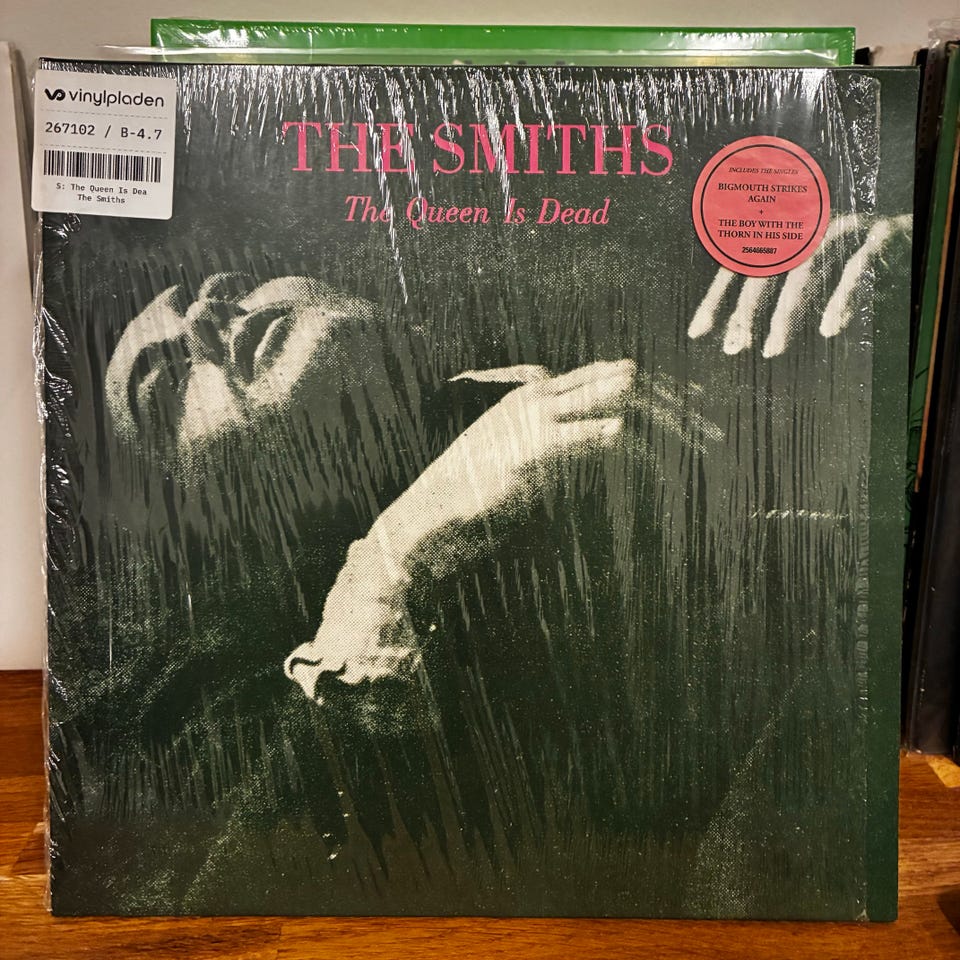 vinylpladen
267102 / B-4.7
S: The Queen Is Dea
The Smiths
THE SMITHS
The Queen Is Dead
INCLUDES THE SINGLES
BIGMOUTH STRIKES
AGAIN
+
THE BOY WITH THE
THORN IN HIS SIDE
2564665887